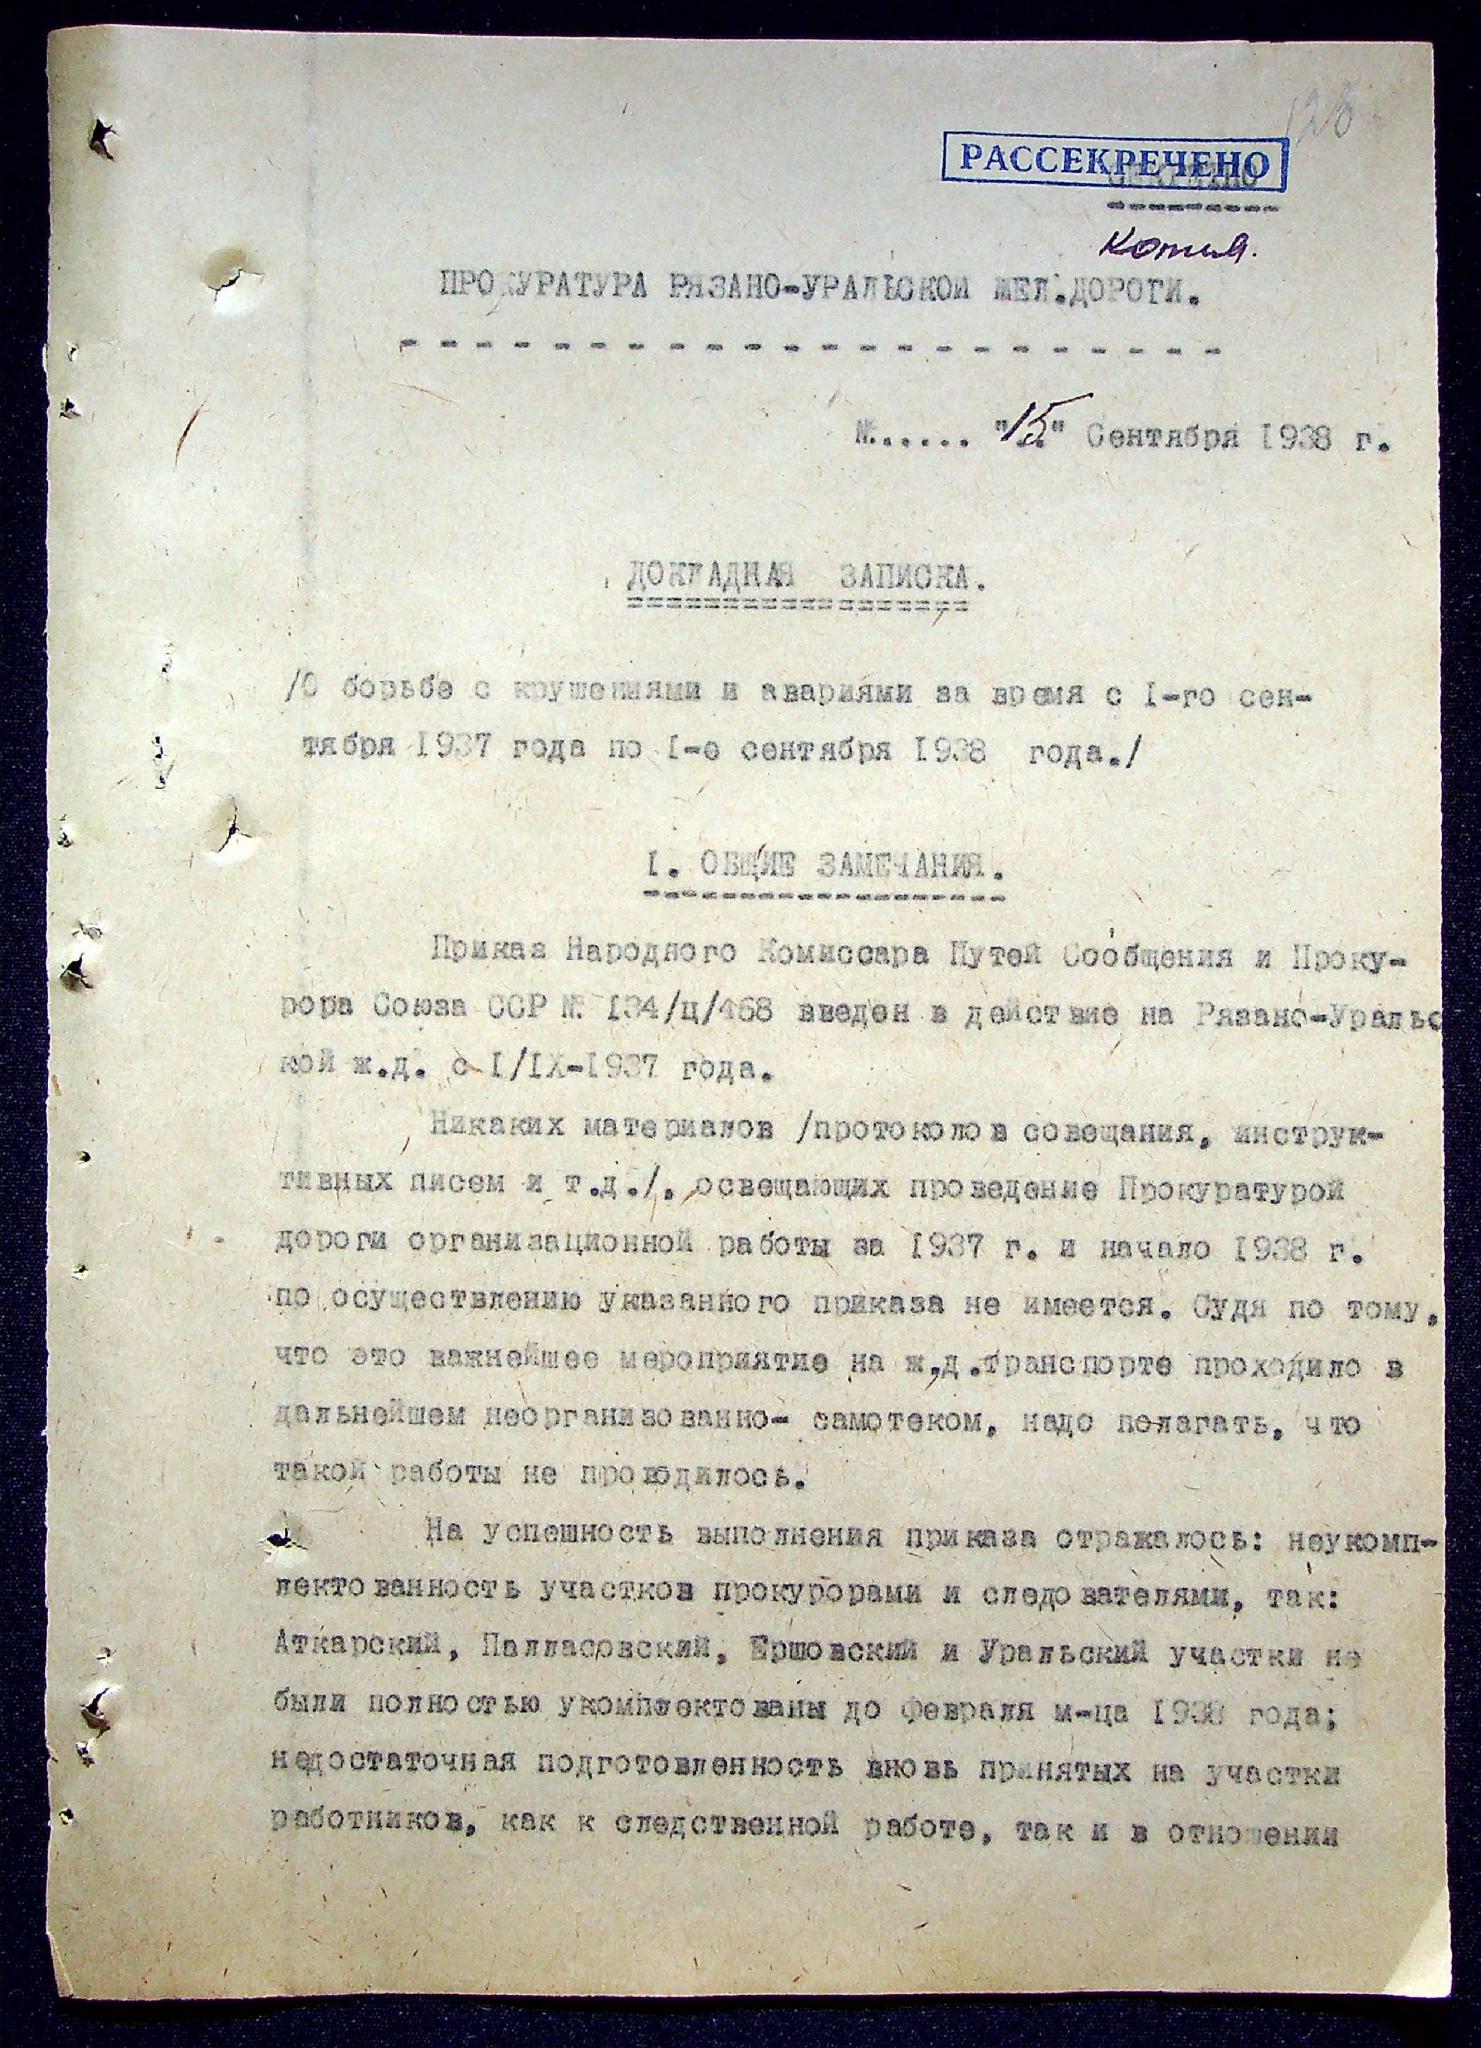 126
РАССЕКРЕЧЕНО
СЕКРЕТНО
Копия.
ПРОКУРАТУРА РЯЗАНО-УРАЛЬСКОЙ ЖЕЛ.ДОРОГИ.
№...... "15" Сентября 1938 г.
ДОКЛАДНАЯ ЗАПИСКА.
/О борьбе с крушениями и авариями за время с I-го сен-
тября 1937 года по I-е сентября 1938 года./
I. ОБЩИЕ ЗАМЕЧАНИЯ.
Приказ Народного Комиссара Путей Сообщения и Проку-
рора Союза ССР № 134/ц/468 введен в действие на Рязано-Уральс
кой ж.д. с I/IX-1937 года.
Никаких материалов /протоколов совещания, инструк-
тивных писем и т.д./, освещающих проведение Прокуратурой
дороги организационной работы за 1937 г. и начало 1938 г.
по осуществлению указанного приказа не имеется. Судя по тому,
что это важнейшее мероприятие на ж.д.транспорте проходило в
дальнейшем неорганизованно- самотеком, надо полагать, что
такой работы не проводилось.
На успешность выполнения приказа отражалось: неукомп-
лектованность участков прокурорами и следователями, так:
Аткарский, Палласовский, Ершовский и Уральский участки не
были полностью укомплектованы до февраля м-ца 1938 года;
недостаточная подготовленность вновь принятых на участки
работников, как к следственной работе, так и в отношении